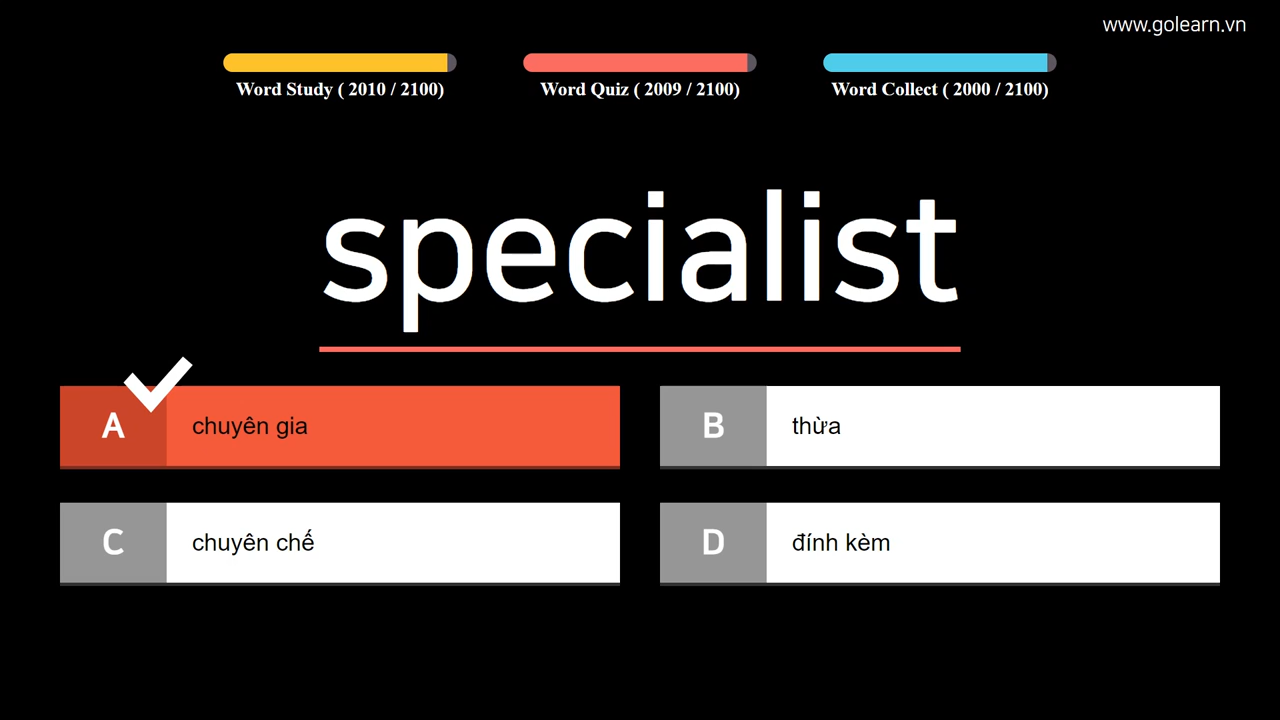 www.golearn.vn
Word Study ( 2010 / 2100)
Word Quiz ( 2009 / 2100)
Word Collect ( 2000 / 2100)
specialist
A chuyên gia
B thừa
C chuyên chế
D đính kèm